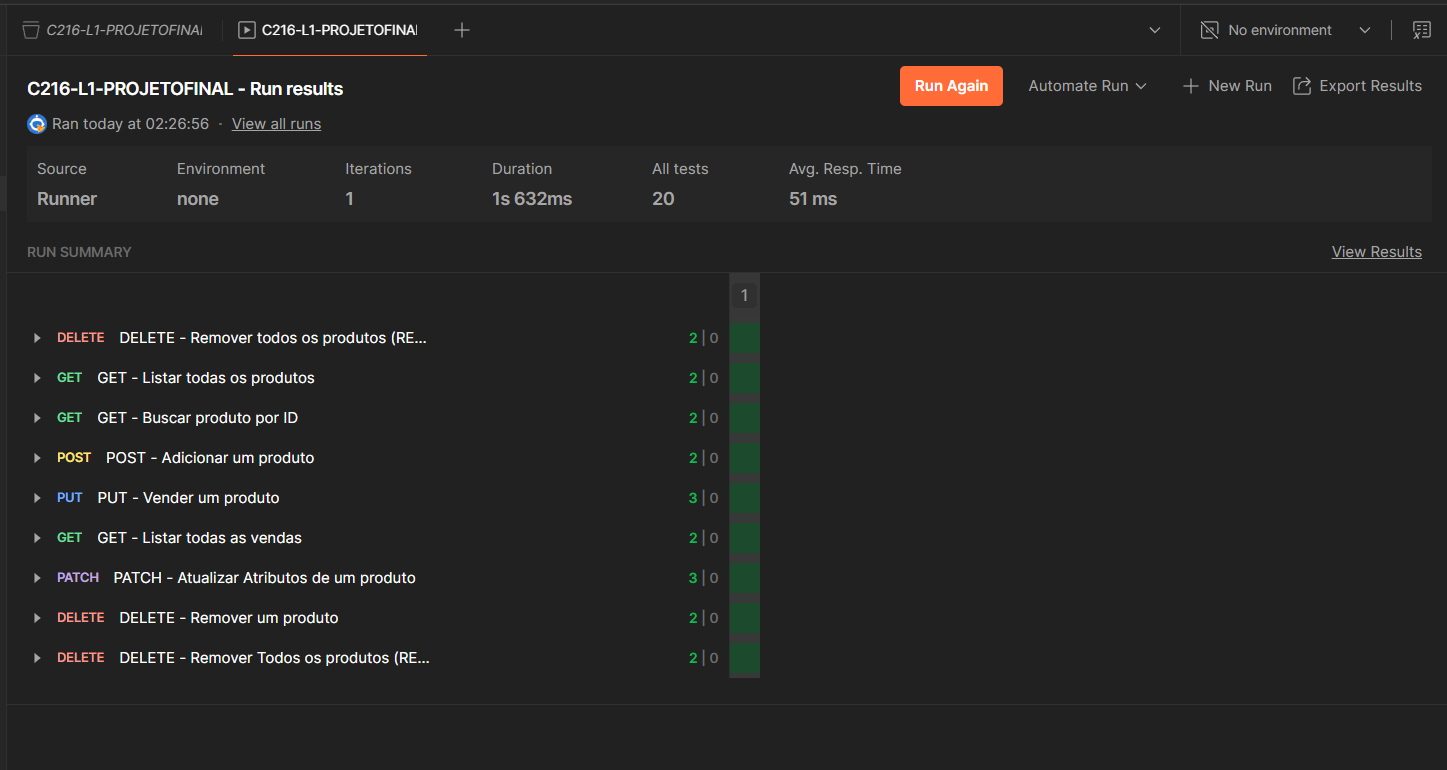 C216-L1-PROJETOFINAL C216-L1-PROJETOFINAL No environment
C216-L1-PROJETOFINAL - Run results
Run Again Automate Run New Run Export Results
Ran today at 02:26:56 · View all runs
Source Environment Iterations Duration All tests Avg. Resp. Time
Runner none 1 1s 632ms 20 51 ms
RUN SUMMARY View Results
1
DELETE DELETE - Remover todos os produtos (RE... 2 | 0
GET GET - Listar todas os produtos 2 | 0
GET GET - Buscar produto por ID 2 | 0
POST POST - Adicionar um produto 2 | 0
PUT PUT - Vender um produto 3 | 0
GET GET - Listar todas as vendas 2 | 0
PATCH PATCH - Atualizar Atributos de um produto 3 | 0
DELETE DELETE - Remover um produto 2 | 0
DELETE DELETE - Remover Todos os produtos (RE... 2 | 0